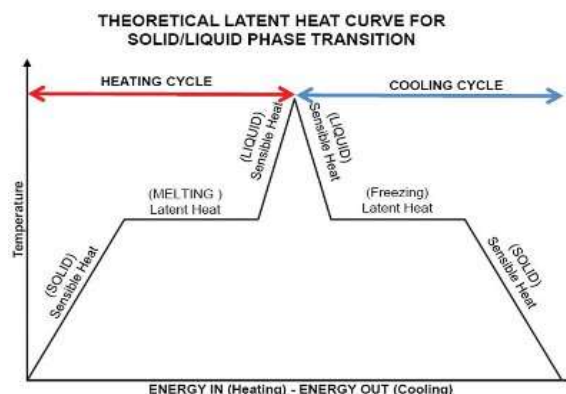 THEORETICAL LATENT HEAT CURVE FOR
SOLID/LIQUID PHASE TRANSITION
HEATING CYCLE
COOLING CYCLE
Temperature
(SOLID)
Sensible Heat
(MELTING )
Latent Heat
(LIQUID)
Sensible Heat
(LIQUID)
Sensible Heat
(Freezing)
Latent Heat
(SOLID)
Sensible Heat
ENERGY IN (Heating) - ENERGY OUT (Cooling)